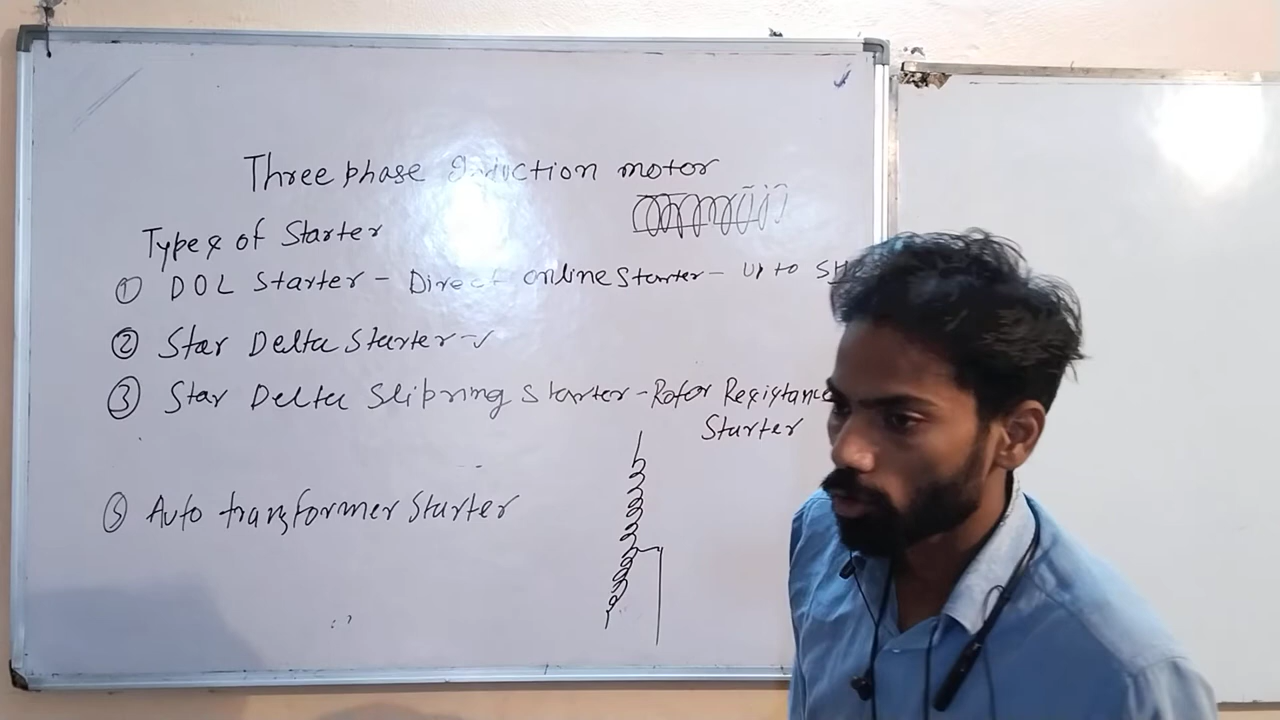 Three phase Induction motor
Types of Starter
① DOL Starter - Direct online Starter - up to 5H
② Star Delta Starter ✓
③ Star Delta Slipring Starter - Rotor Resistance
Starter
Auto transformer Starter